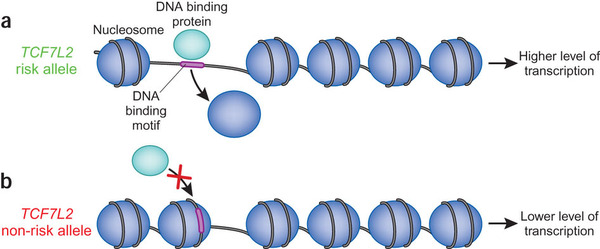 a
TCF7L2
risk allele
Nucleosome
DNA binding
protein
DNA
binding
motif
Higher level of
transcription
b
TCF7L2
non-risk allele
Lower level of
transcription